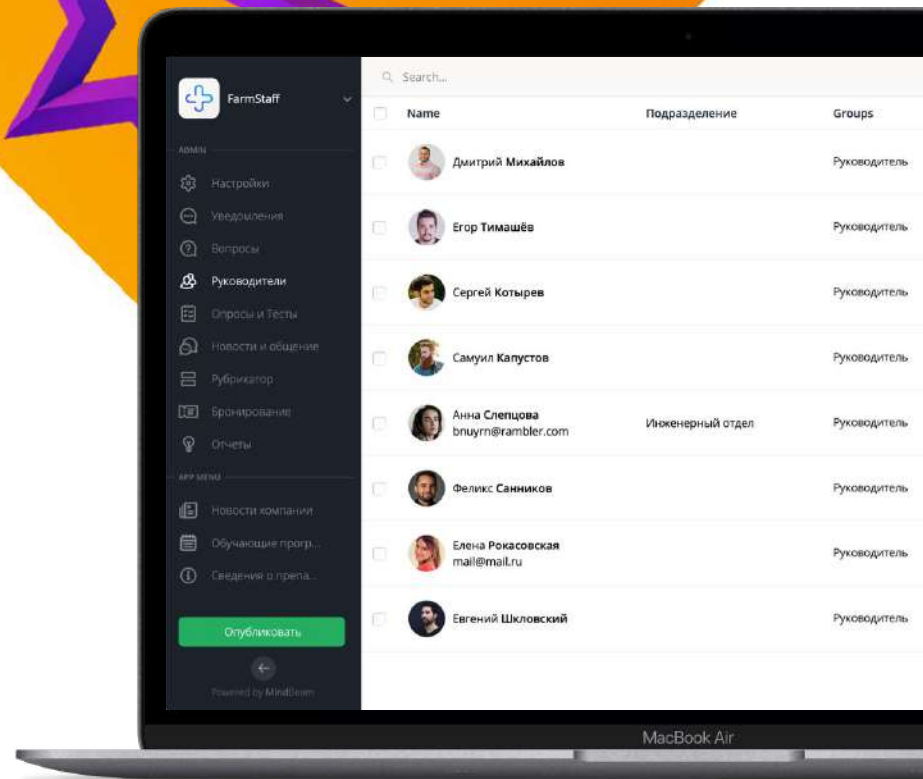 FarmStaff
Search...
Name Подразделение Groups
ADMIN
Настройки
Уведомления
Вопросы
Руководители
Опросы и Тесты
Новости и общение
Рубрикатор
Бронирование
Отчеты
APP MENU
Новости компании
Обучающие прогр...
Сведения о препа...
Опубликовать
Powered by MindBeam
Дмитрий Михайлов Руководитель
Егор Тимашёв Руководитель
Сергей Котырев Руководитель
Самуил Капустов Руководитель
Анна Слепцова
bnuyrn@rambler.com Инженерный отдел Руководитель
Феликс Санников Руководитель
Елена Рокасовская
mail@mail.ru Руководитель
Евгений Шкловский
Руководитель
MacBook Air